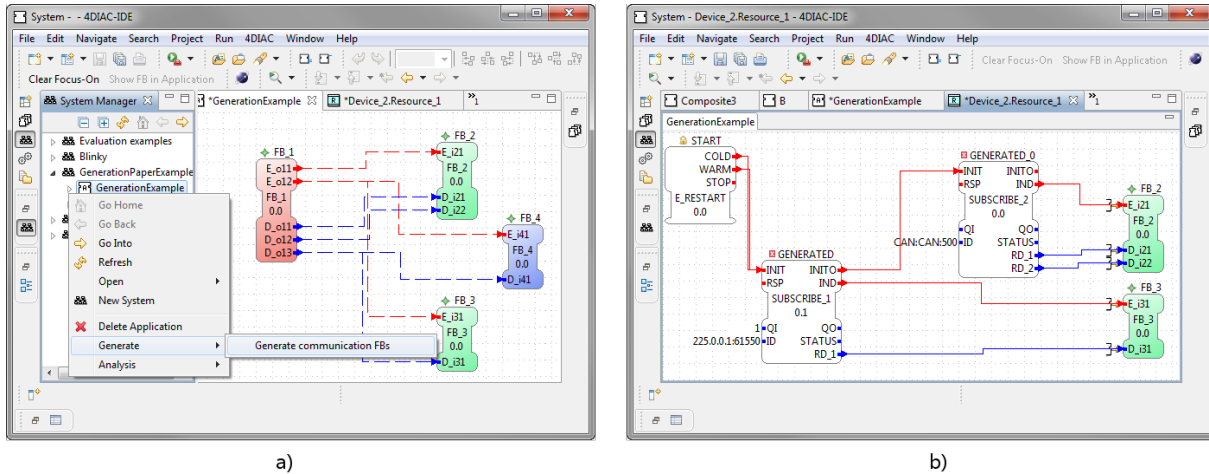 System - - 4DIAC-IDE
File Edit Navigate Search Project Run 4DIAC Window Help
Clear Focus-On Show FB in Application
System Manager
*GenerationExample
*Device_2.Resource_1
»1
Evaluation examples
Blinky
GenerationPaperExample
GenerationExample
Go Home
Go Back
Go Into
Refresh
Open
New System
Delete Application
Generate
Analysis
Generate communication FBs
FB_1
E_o11
E_o12
FB_1
0.0
D_o11
D_o12
D_o13
FB_2
E_i21
FB_2
0.0
D_i21
D_i22
FB_4
E_i41
FB_4
0.0
D_i41
FB_3
E_i31
FB_3
0.0
D_i31
a)
System - Device_2.Resource_1 - 4DIAC-IDE
File Edit Navigate Search Project Run 4DIAC Window Help
Clear Focus-On Show FB in Application
Composite3
B
*GenerationExample
*Device_2.Resource_1
»1
GenerationExample
START
COLD
WARM
STOP
E_RESTART
0.0
GENERATED
INIT INITO
RSP IND
SUBSCRIBE_1
0.1
1 QI QO
225.0.0.1:61550 ID STATUS
RD_1
GENERATED_0
INIT INITO
RSP IND
SUBSCRIBE_2
0.0
QI QO
CAN:CAN:500 ID STATUS
RD_1
RD_2
FB_2
E_i21
FB_2
0.0
D_i21
D_i22
FB_3
E_i31
FB_3
0.0
D_i31
b)